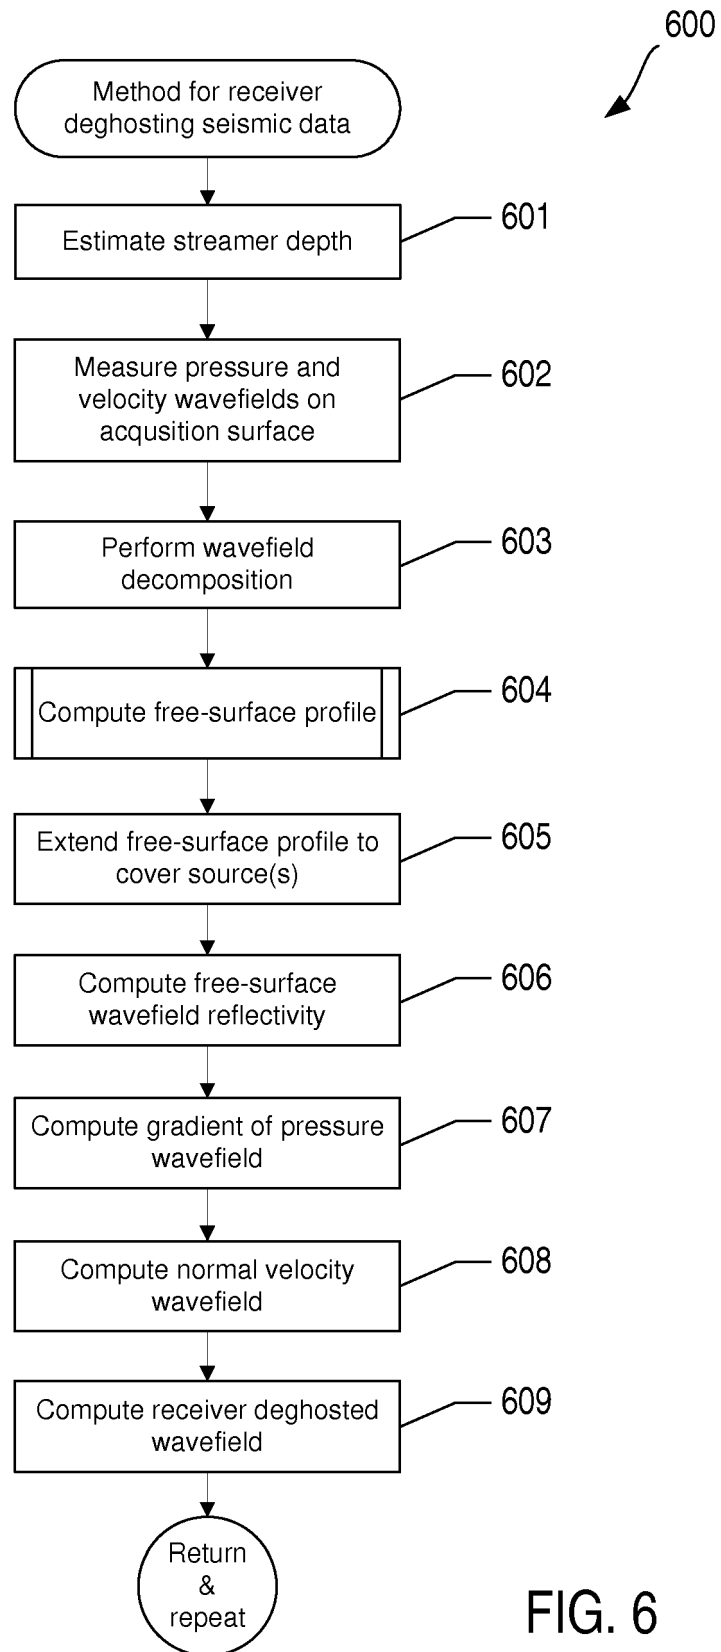 600
Method for receiver
deghosting seismic data
Estimate streamer depth
601
Measure pressure and
velocity wavefields on
acqusition surface
602
Perform wavefield
decomposition
603
Compute free-surface profile
604
Extend free-surface profile to
cover source(s)
605
Compute free-surface
wavefield reflectivity
606
Compute gradient of pressure
wavefield
607
Compute normal velocity
wavefield
608
Compute receiver deghosted
wavefield
609
Return
&
repeat
FIG. 6